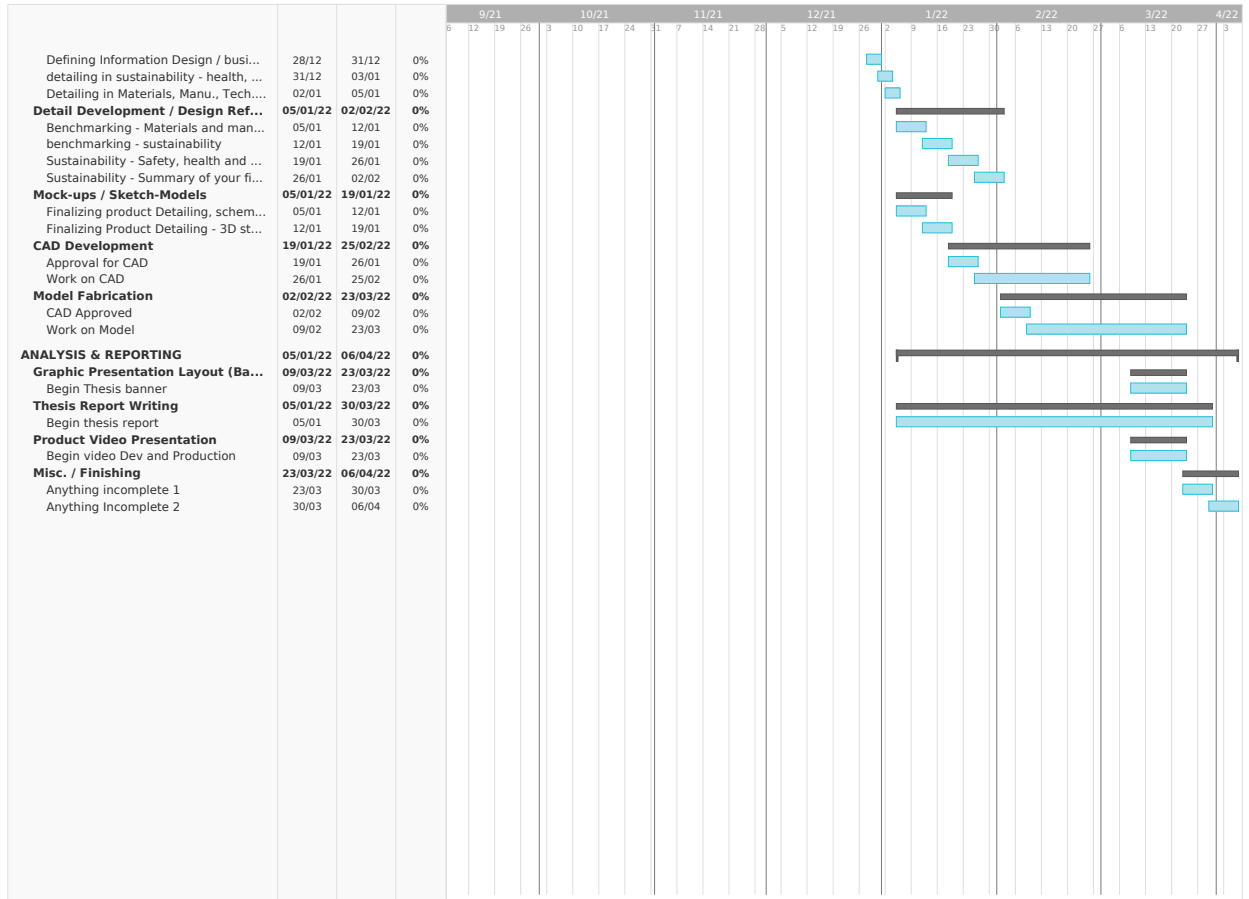 9/21 10/21 11/21 12/21 1/22 2/22 3/22 4/22
6 12 19 26 3 10 17 24 31 7 14 21 28 5 12 19 26 2 9 16 23 30 6 13 20 27 6 13 20 27 3
Defining Information Design / busi... 28/12 31/12 0%
detailing in sustainability - health, ... 31/12 03/01 0%
Detailing in Materials, Manu., Tech.... 02/01 05/01 0%
Detail Development / Design Ref... 05/01/22 02/02/22 0%
Benchmarking - Materials and man... 05/01 12/01 0%
benchmarking - sustainability 12/01 19/01 0%
Sustainability - Safety, health and ... 19/01 26/01 0%
Sustainability - Summary of your fi... 26/01 02/02 0%
Mock-ups / Sketch-Models 05/01/22 19/01/22 0%
Finalizing product Detailing, schem... 05/01 12/01 0%
Finalizing Product Detailing - 3D st... 12/01 19/01 0%
CAD Development 19/01/22 25/02/22 0%
Approval for CAD 19/01 26/01 0%
Work on CAD 26/01 25/02 0%
Model Fabrication 02/02/22 23/03/22 0%
CAD Approved 02/02 09/02 0%
Work on Model 09/02 23/03 0%
ANALYSIS & REPORTING 05/01/22 06/04/22 0%
Graphic Presentation Layout (Ba... 09/03/22 23/03/22 0%
Begin Thesis banner 09/03 23/03 0%
Thesis Report Writing 05/01/22 30/03/22 0%
Begin thesis report 05/01 30/03 0%
Product Video Presentation 09/03/22 23/03/22 0%
Begin video Dev and Production 09/03 23/03 0%
Misc. / Finishing 23/03/22 06/04/22 0%
Anything incomplete 1 23/03 30/03 0%
Anything Incomplete 2 30/03 06/04 0%